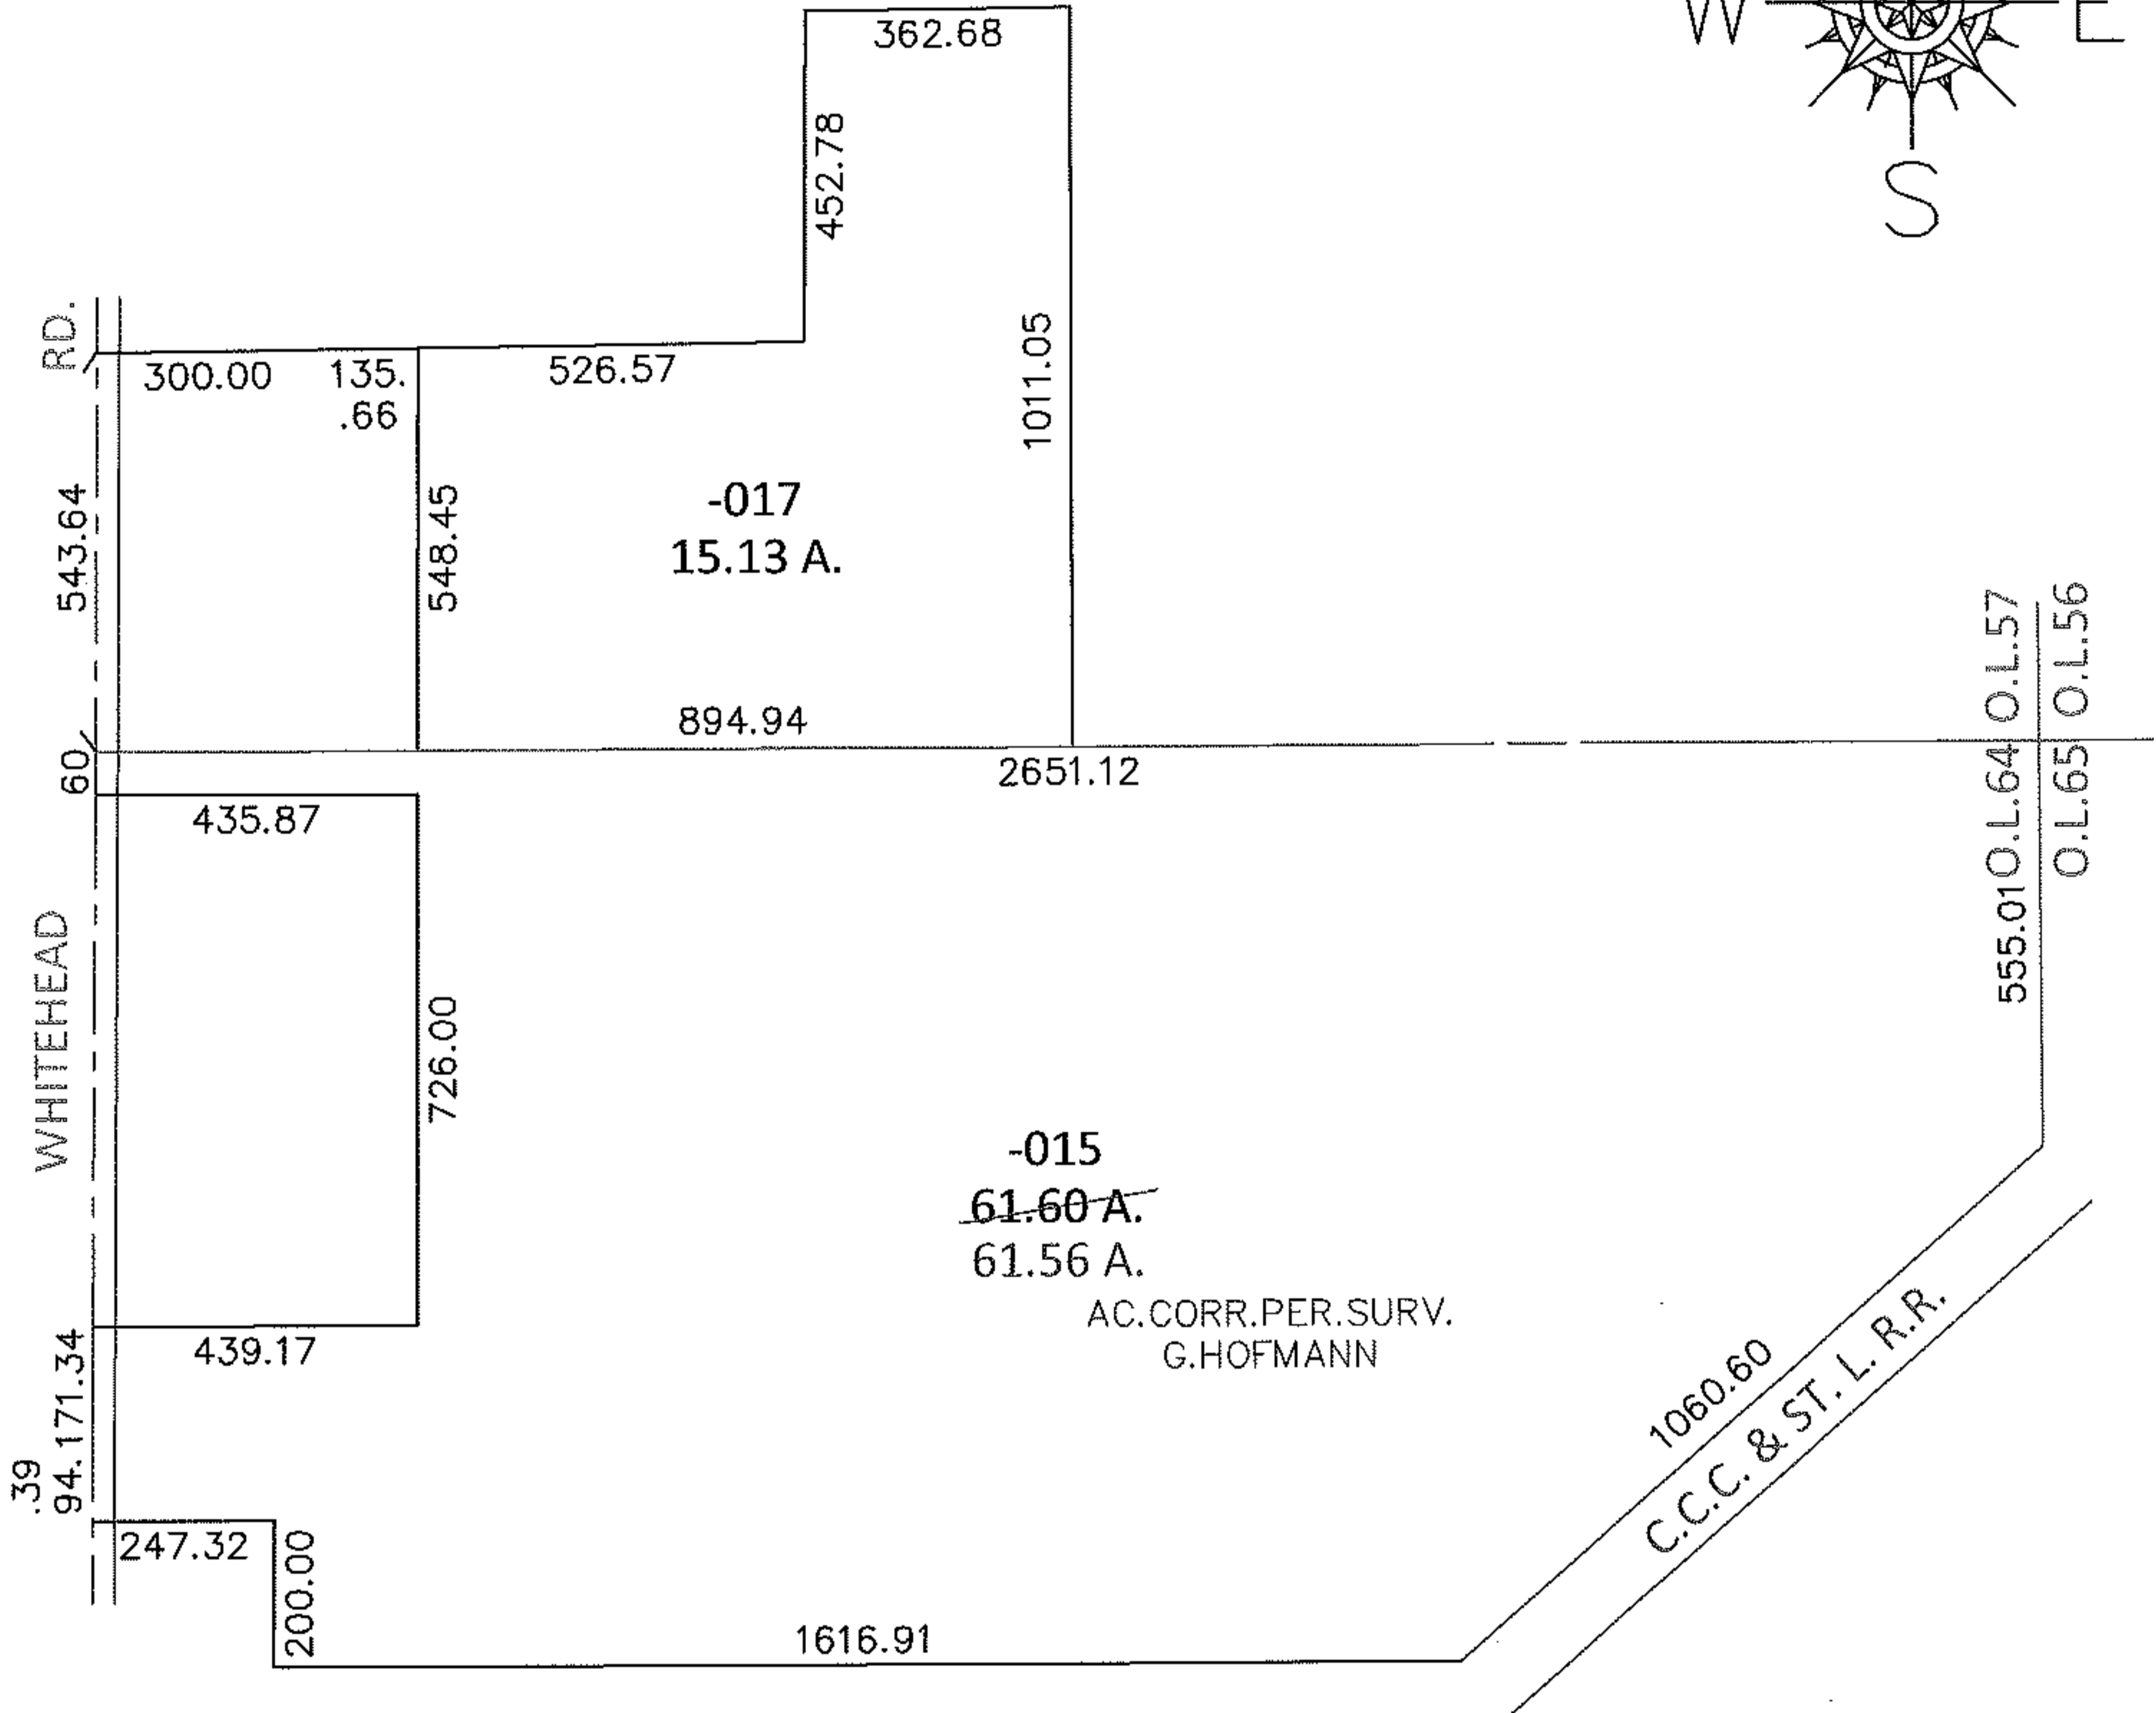 W E
S
362.68
452.78
1011.05
RD.
300.00
135.
.66
526.57
543.64
548.45
-017
15.13 A.
894.94
2651.12
O.L.57
O.L.56
O.L.64
O.L.65
60
435.87
WHITEHEAD
726.00
555.01
-015
61.60 A.
61.56 A.
AC.CORR.PER.SURV.
G.HOFMANN
439.17
.39
94.171.34
247.32
200.00
1616.91
1060.60
C.C.C. & ST. L. R.R.